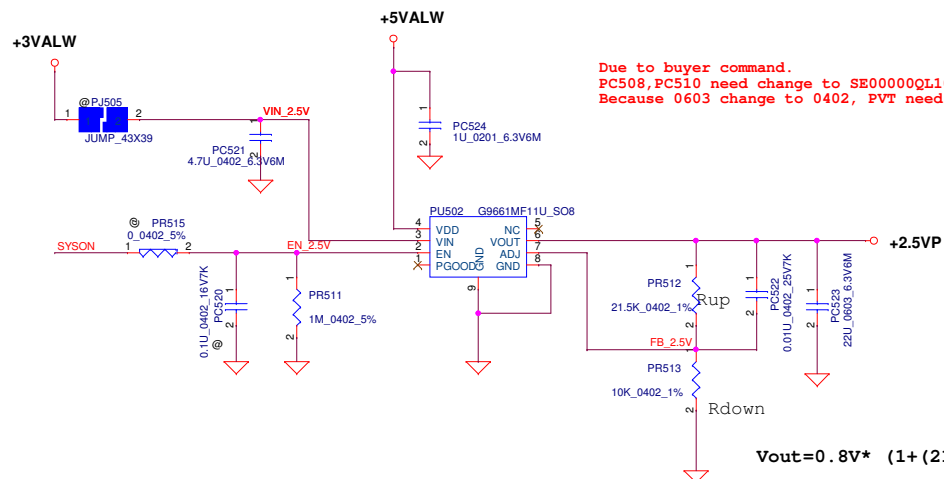 +5VALW
+3VALW
Due to buyer command.
PC508,PC510 need change to SE00000QL1
Because 0603 change to 0402, PVT need
@
PJ505
1
2
1
2
JUMP_43X39
VIN_2.5V
1
2
PC521
4.7U_0402_6.3V6M
1
2
PC524
1U_0201_6.3V6M
PU502
G9661MF11U_SO8
4
VDD
NC
5
3
VIN
VOUT
6
2
EN
ADJ
7
1
PGOOD
GND
8
GND
9
+2.5VP
@
PR515
0_0402_5%
SYSON
1
2
EN_2.5V
1
2
PC520
0.1U_0402_16V7K
@
1
2
PR511
1M_0402_5%
1
2
PR512
Rup
21.5K_0402_1%
1
2
PC522
0.01U_0402_25V7K
1
2
PC523
22U_0603_6.3V6M
FB_2.5V
1
2
PR513
10K_0402_1%
Rdown
Vout=0.8V* (1+(21